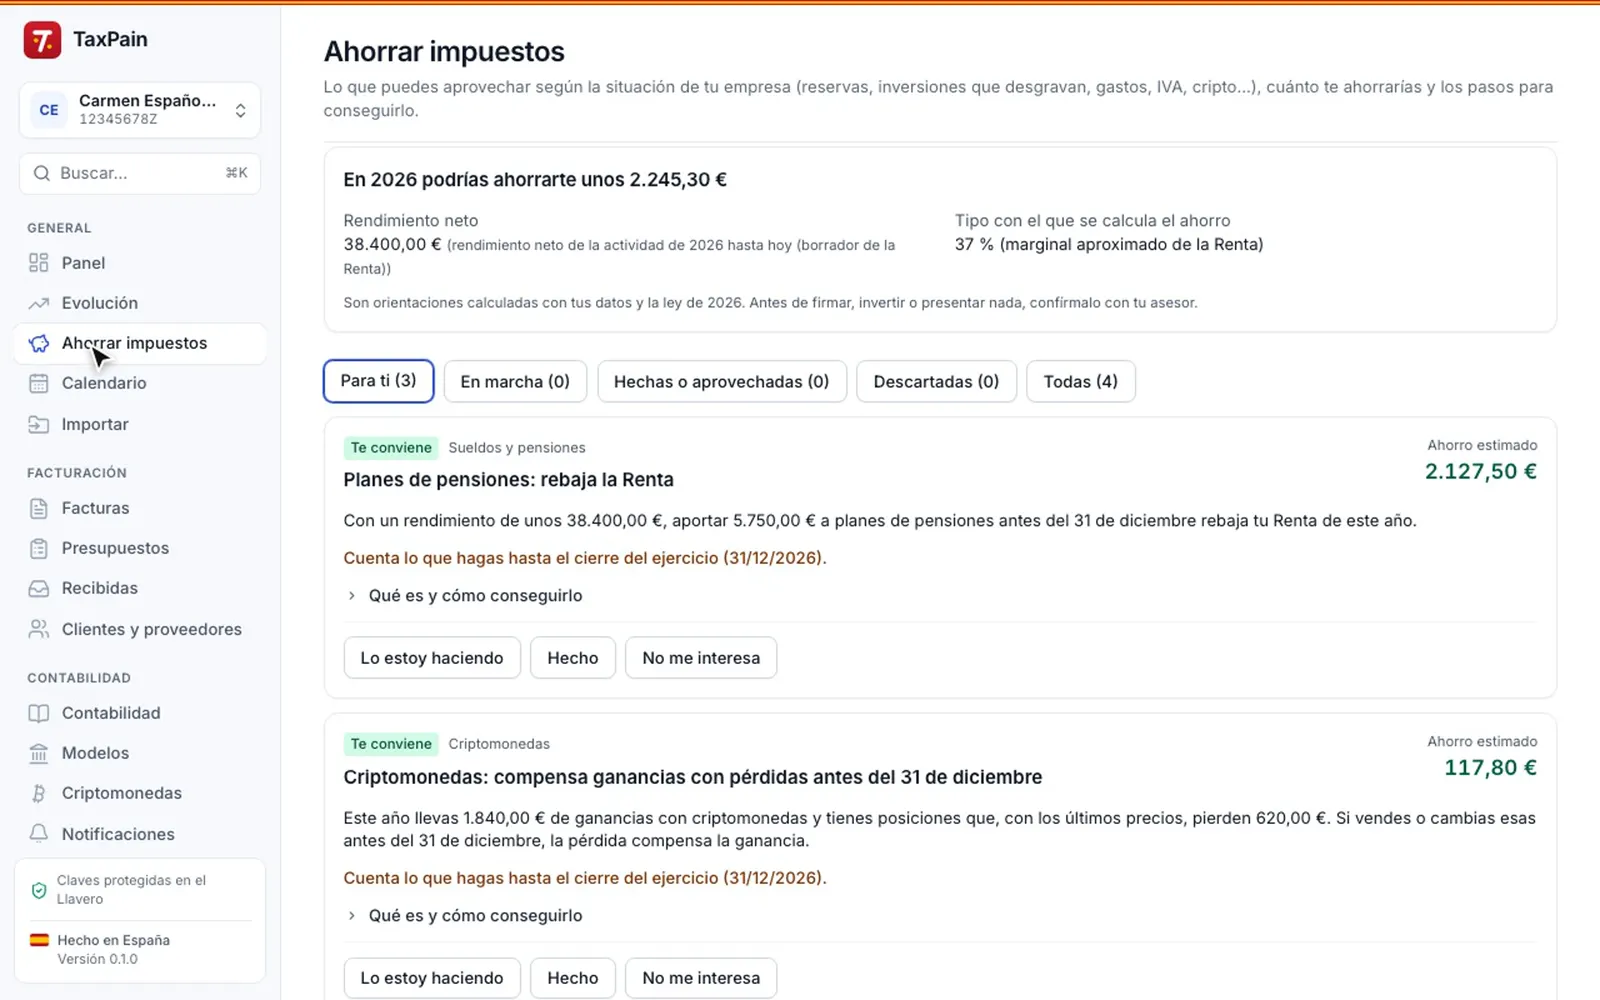 TaxPain
CE
Carmen Españo...
12345678Z
Buscar...
⌘K
GENERAL
Panel
Evolución
Ahorrar impuestos
Calendario
Importar
FACTURACIÓN
Facturas
Presupuestos
Recibidas
Clientes y proveedores
CONTABILIDAD
Contabilidad
Modelos
Criptomonedas
Notificaciones
Claves protegidas en el
Llavero
Hecho en España
Versión 0.1.0
Ahorrar impuestos
Lo que puedes aprovechar según la situación de tu empresa (reservas, inversiones que desgravan, gastos, IVA, cripto...), cuánto te ahorrarías y los pasos para
conseguirlo.
En 2026 podrías ahorrarte unos 2.245,30 €
Rendimiento neto
38.400,00 € (rendimiento neto de la actividad de 2026 hasta hoy (borrador de la
Renta))
Tipo con el que se calcula el ahorro
37 % (marginal aproximado de la Renta)
Son orientaciones calculadas con tus datos y la ley de 2026. Antes de firmar, invertir o presentar nada, confírmalo con tu asesor.
Para ti (3)
En marcha (0)
Hechas o aprovechadas (0)
Descartadas (0)
Todas (4)
Te conviene
Sueldos y pensiones
Ahorro estimado
2.127,50 €
Planes de pensiones: rebaja la Renta
Con un rendimiento de unos 38.400,00 €, aportar 5.750,00 € a planes de pensiones antes del 31 de diciembre rebaja tu Renta de este año.
Cuenta lo que hagas hasta el cierre del ejercicio (31/12/2026).
Qué es y cómo conseguirlo
Lo estoy haciendo
Hecho
No me interesa
Te conviene
Criptomonedas
Ahorro estimado
117,80 €
Criptomonedas: compensa ganancias con pérdidas antes del 31 de diciembre
Este año llevas 1.840,00 € de ganancias con criptomonedas y tienes posiciones que, con los últimos precios, pierden 620,00 €. Si vendes o cambias esas
antes del 31 de diciembre, la pérdida compensa la ganancia.
Cuenta lo que hagas hasta el cierre del ejercicio (31/12/2026).
Qué es y cómo conseguirlo
Lo estoy haciendo
Hecho
No me interesa